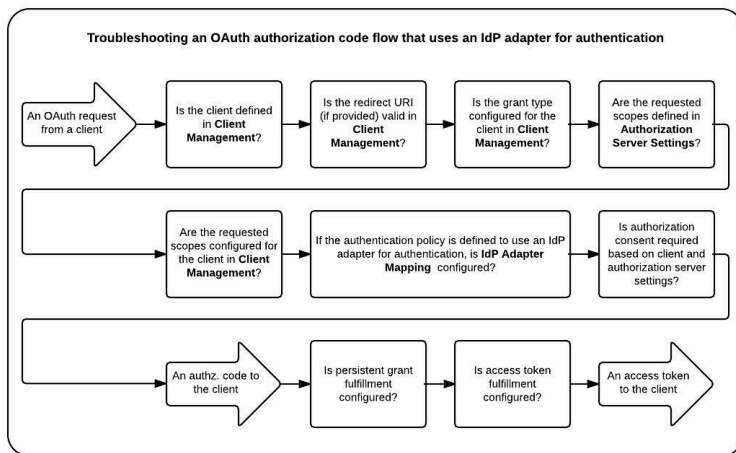 Troubleshooting an OAuth authorization code flow that uses an IdP adapter for authentication
An OAuth request
from a client
Is the client defined
in Client
Management?
Is the redirect URI
(if provided) valid in
Client
Management?
Is the grant type
configured for the
client in Client
Management?
Are the requested
scopes defined in
Authorization
Server Settings?
Are the requested
scopes configured for
the client in Client
Management?
If the authentication policy is defined to use an IdP
adapter for authentication, is IdP Adapter
Mapping configured?
Is authorization
consent required
based on client and
authorization server
settings?
An authz. code to
the client
Is persistent grant
fulfillment
configured?
Is access token
fulfillment
configured?
An access token
to the client